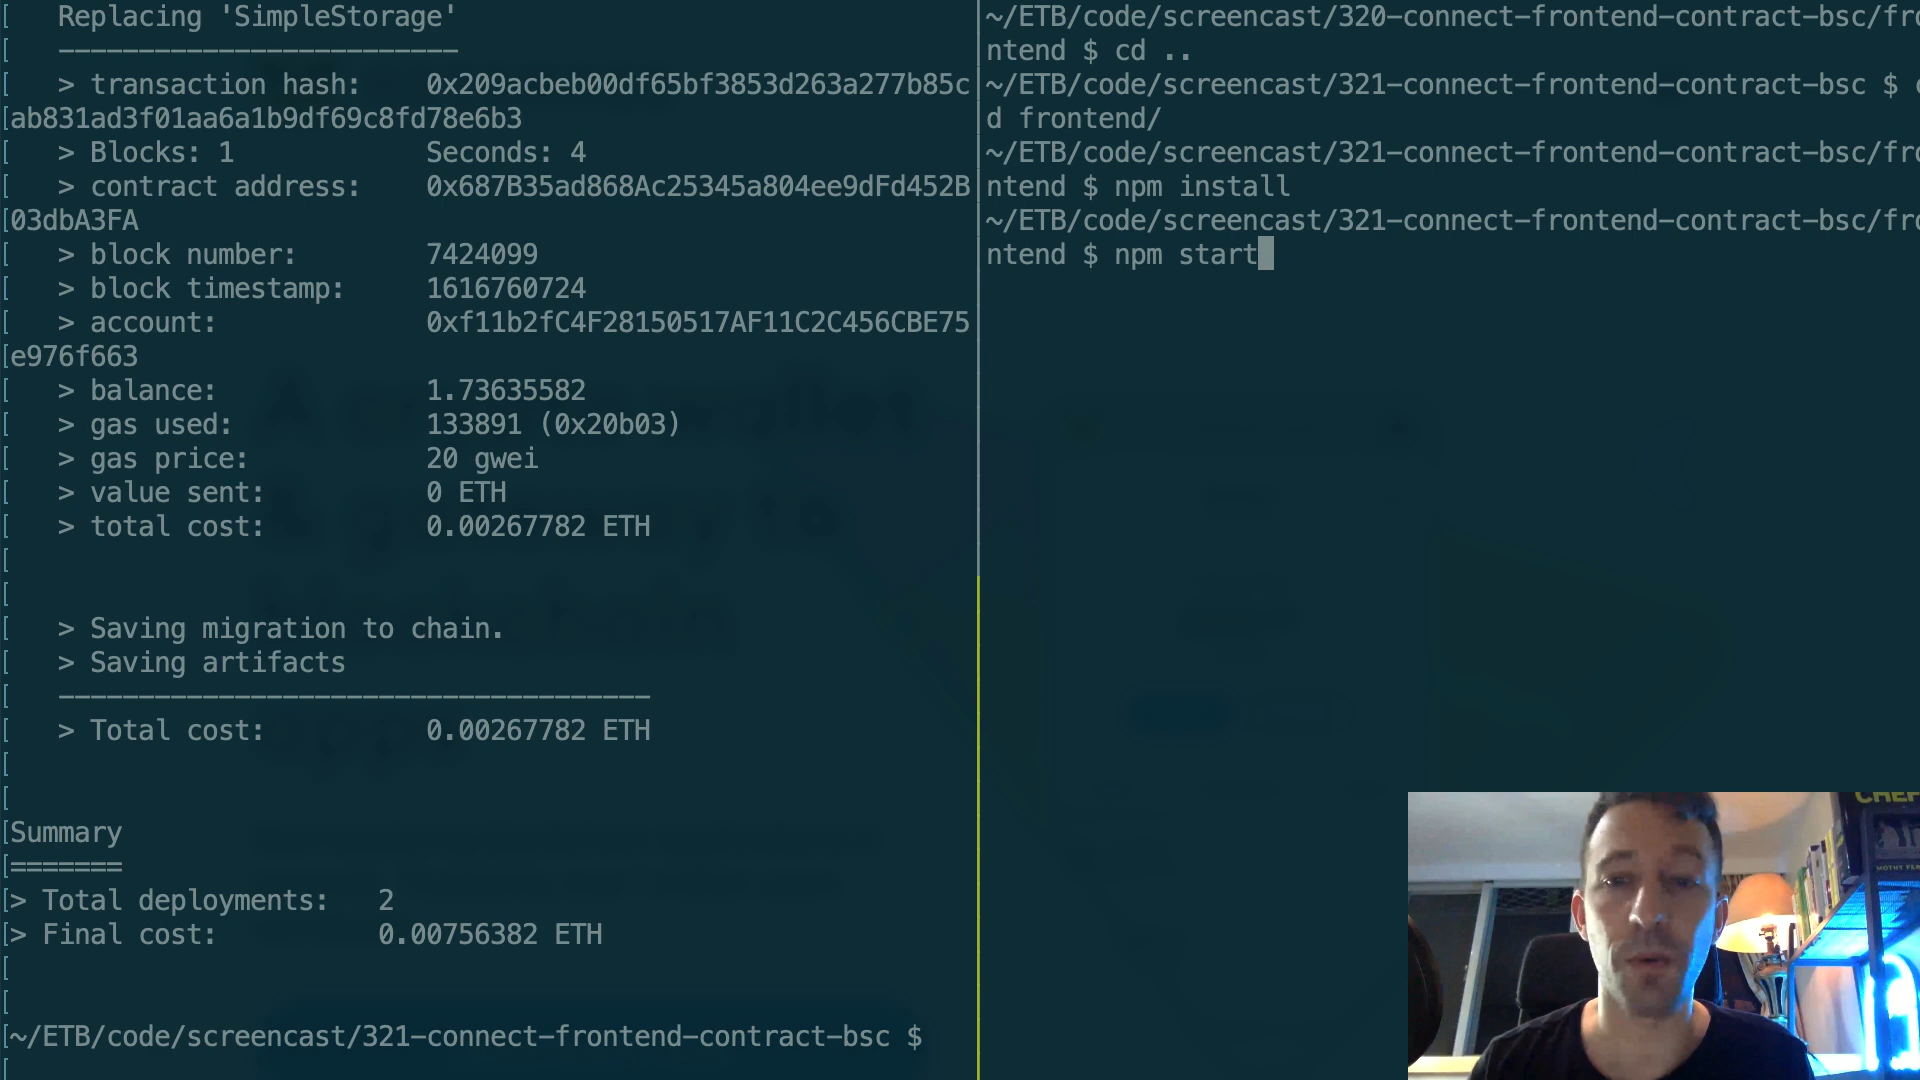 Replacing 'SimpleStorage'
-------------------------
> transaction hash:    0x209acbeb00df65bf3853d263a277b85c
ab831ad3f01aa6a1b9df69c8fd78e6b3
> Blocks: 1            Seconds: 4
> contract address:    0x687B35ad868Ac25345a804ee9dFd452B
03dbA3FA
> block number:        7424099
> block timestamp:     1616760724
> account:             0xf11b2fC4F28150517AF11C2C456CBE75
e976f663
> balance:             1.73635582
> gas used:            133891 (0x20b03)
> gas price:           20 gwei
> value sent:          0 ETH
> total cost:          0.00267782 ETH
> Saving migration to chain.
> Saving artifacts
-------------------------------------
> Total cost:          0.00267782 ETH
Summary
=======
> Total deployments:   2
> Final cost:          0.00756382 ETH
~/ETB/code/screencast/321-connect-frontend-contract-bsc $
~/ETB/code/screencast/320-connect-frontend-contract-bsc/fro
ntend $ cd ..
~/ETB/code/screencast/321-connect-frontend-contract-bsc $ c
d frontend/
~/ETB/code/screencast/321-connect-frontend-contract-bsc/fro
ntend $ npm install
~/ETB/code/screencast/321-connect-frontend-contract-bsc/fro
ntend $ npm start
CHEF